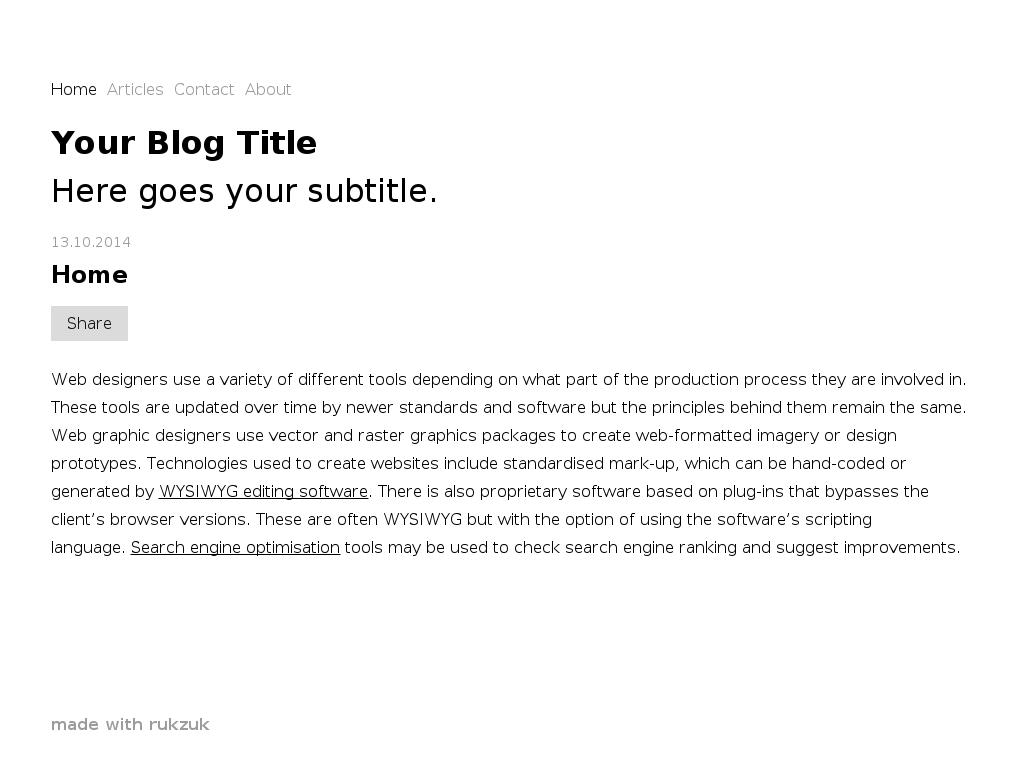 Home Articles Contact About
Your Blog Title
Here goes your subtitle.
13.10.2014
Home
Share
Web designers use a variety of different tools depending on what part of the production process they are involved in.
These tools are updated over time by newer standards and software but the principles behind them remain the same.
Web graphic designers use vector and raster graphics packages to create web-formatted imagery or design
prototypes. Technologies used to create websites include standardised mark-up, which can be hand-coded or
generated by WYSIWYG editing software. There is also proprietary software based on plug-ins that bypasses the
client’s browser versions. These are often WYSIWYG but with the option of using the software’s scripting
language. Search engine optimisation tools may be used to check search engine ranking and suggest improvements.
made with rukzuk